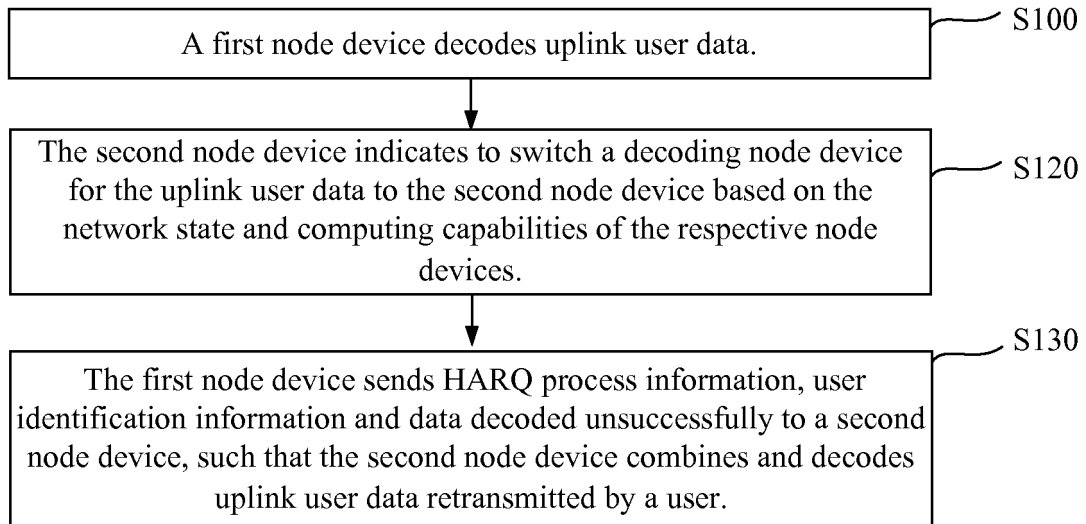 A first node device decodes uplink user data.
S100
The second node device indicates to switch a decoding node device
for the uplink user data to the second node device based on the
network state and computing capabilities of the respective node
devices.
S120
The first node device sends HARQ process information, user
identification information and data decoded unsuccessfully to a second
node device, such that the second node device combines and decodes
uplink user data retransmitted by a user.
S130